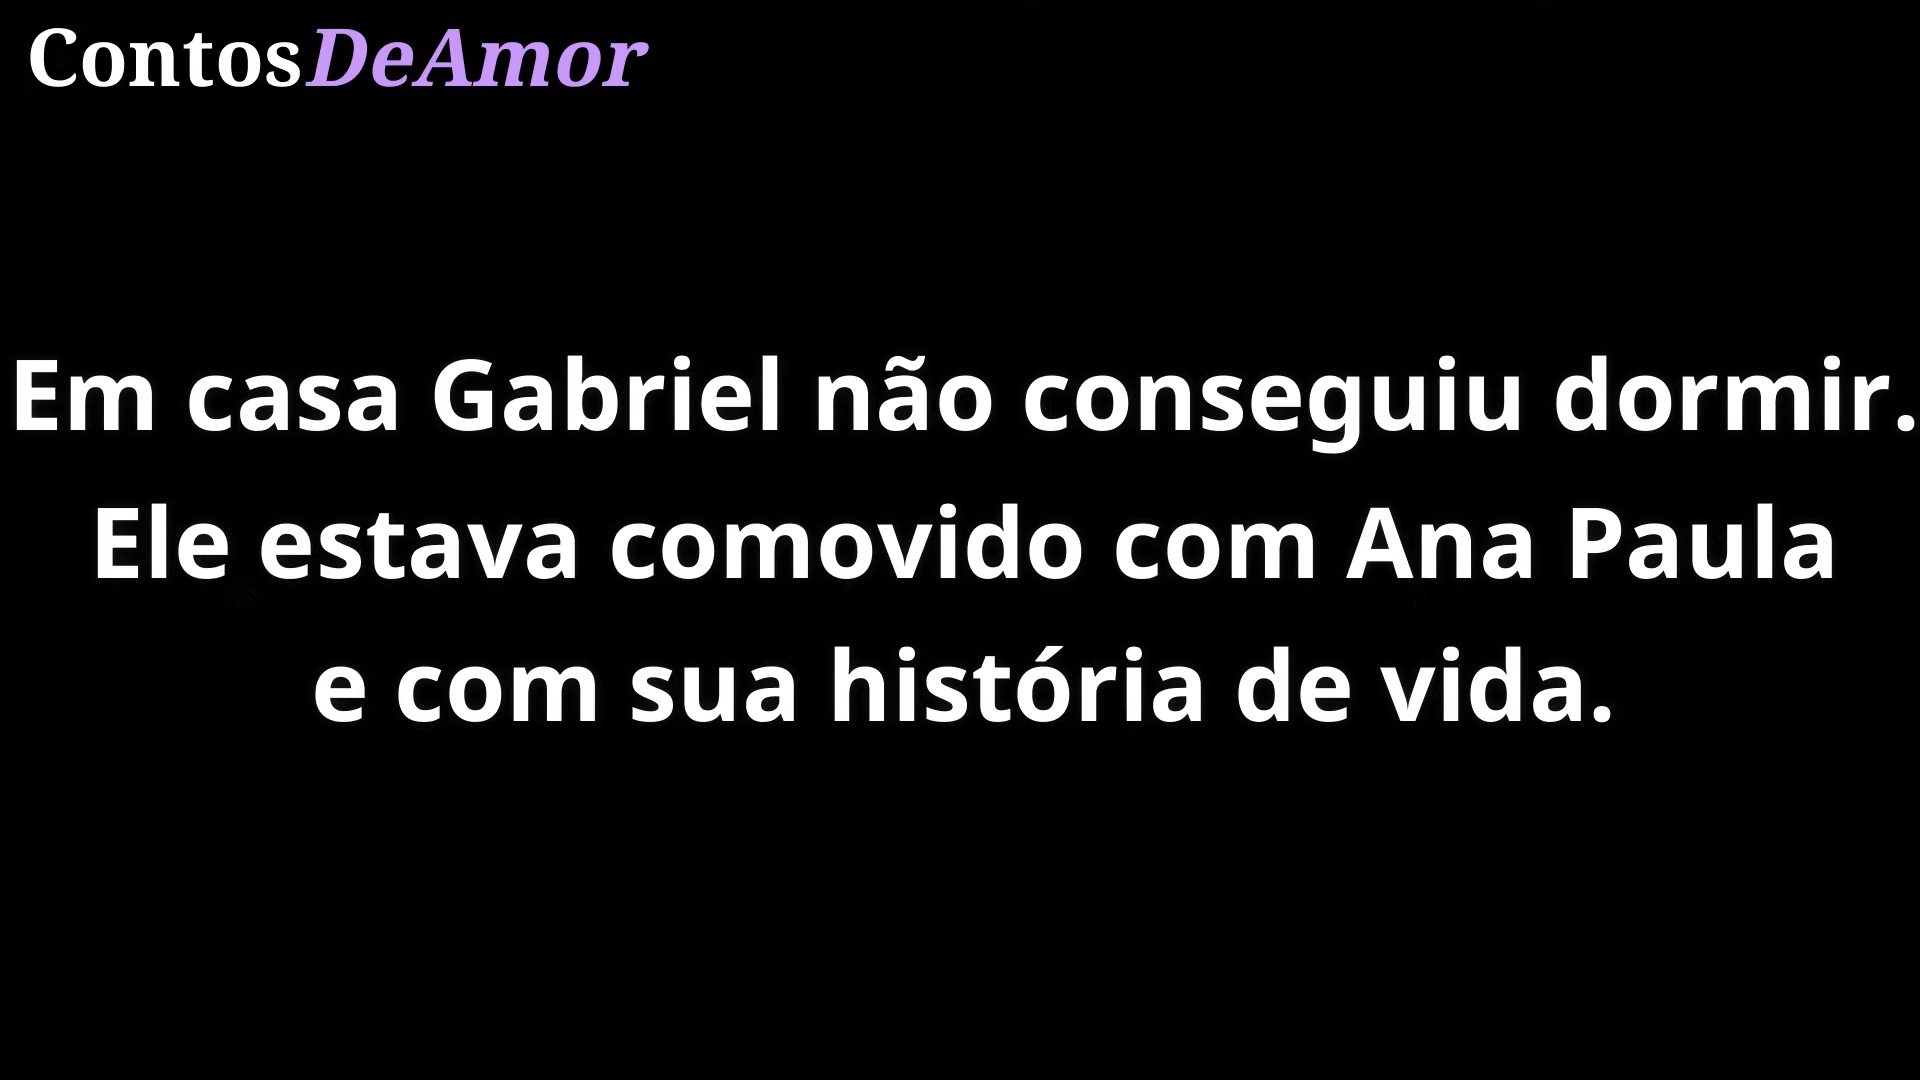 ContosDeAmor
Em casa Gabriel não conseguiu dormir.
Ele estava comovido com Ana Paula
e com sua história de vida.